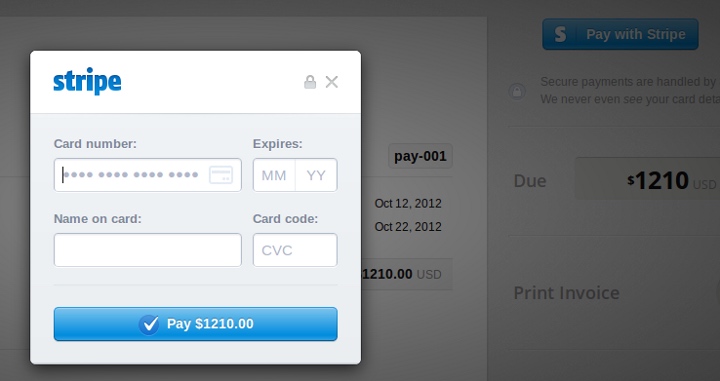 stripe
Card number:
Expires:
MM YY
Name on card:
Card code:
CVC
Pay $1210.00
pay-001
Oct 12, 2012
Oct 22, 2012
1210.00 USD
S Pay with Stripe
Secure payments are handled by
We never even see your card
Due
$1210 USD
Print Invoice